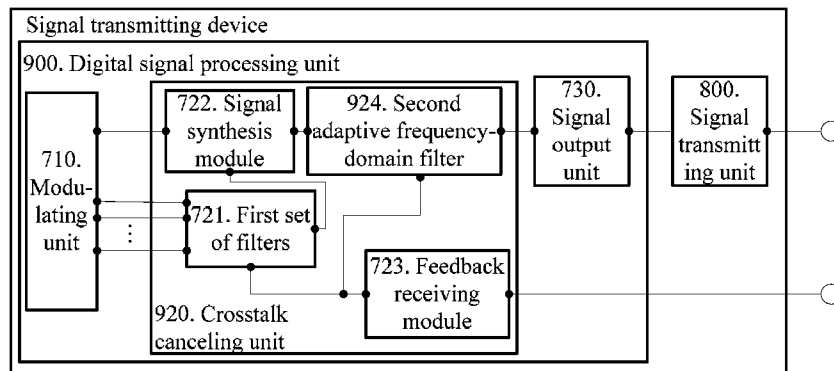 Signal transmitting device
900. Digital signal processing unit
710.
Modu-
lating
unit
722. Signal
synthesis
module
924. Second
adaptive frequency-
domain filter
730.
Signal
output
unit
800.
Signal
transmitt
ing unit
721. First set
of filters
...
723. Feedback
receiving
module
920. Crosstalk
canceling unit